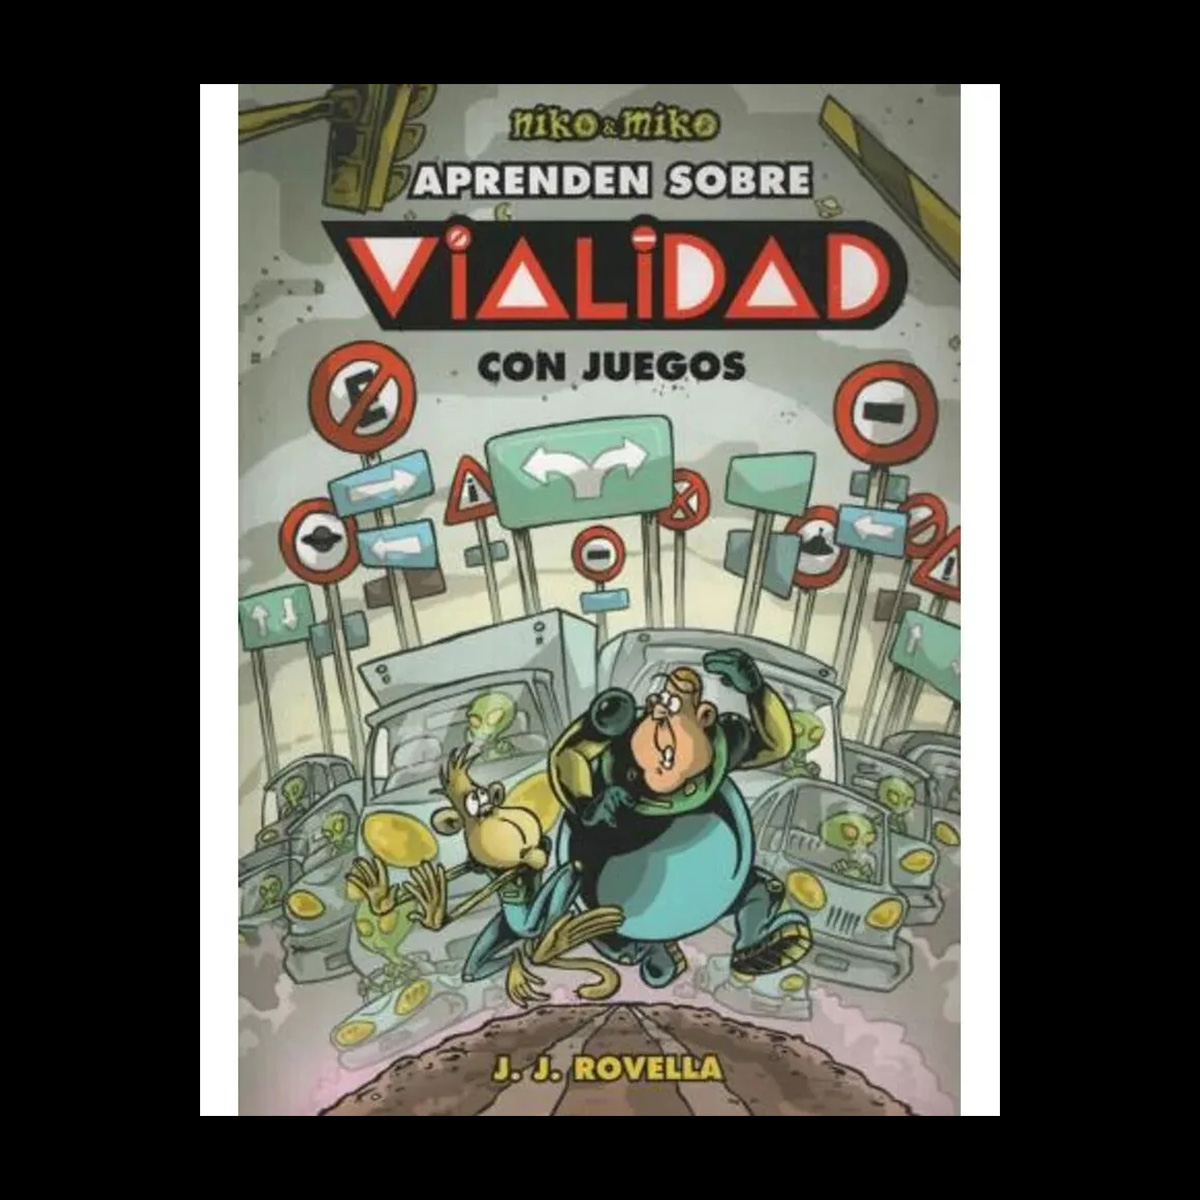 niko & miko
APRENDEN SOBRE
ViALiDAD
CON JUEGOS
E
J. J. ROVELLA